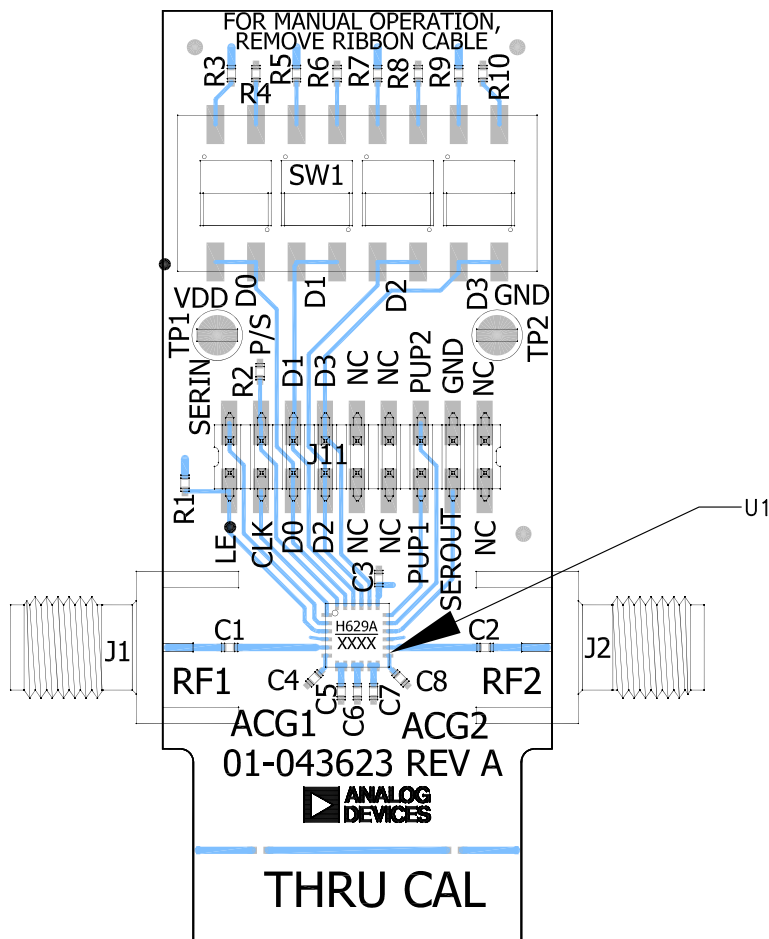 FOR MANUAL OPERATION,
REMOVE RIBBON CABLE
R3
R4
R5
R6
R7
R8
R9
R10
SW1
D0
D1
D2
D3
VDD
GND
TP1
TP2
P/S
SERIN
R2
D1
D3
NC
NC
PUP2
GND
NC
J11
R1
LE
CLK
D0
D2
NC
NC
PUP1
SEROUT
NC
U1
C3
H629A
XXXX
J1
C1
C2
J2
RF1
RF2
C4
C5
C6
C7
C8
ACG1
ACG2
01-043623 REV A
ANALOG
DEVICES
THRU CAL